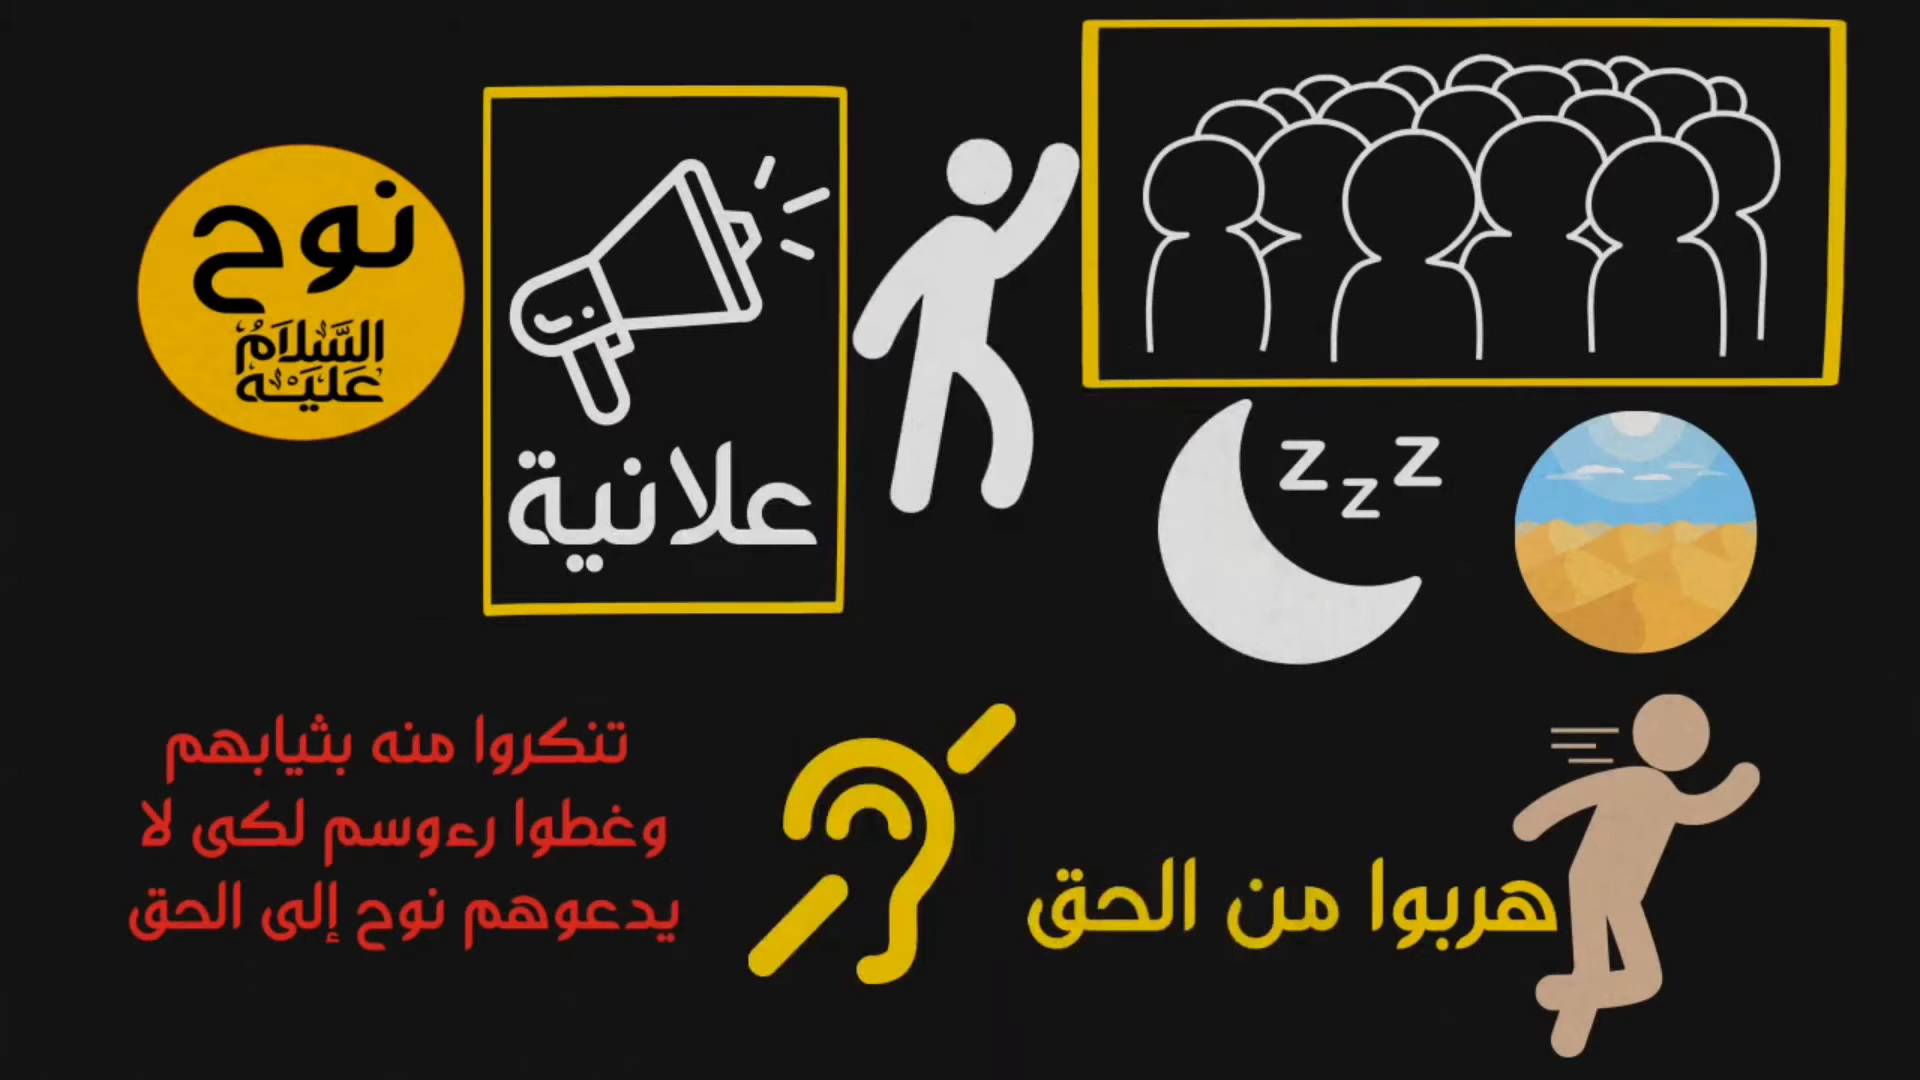 نوح
عليه السلام
علانية
z z z
تنكروا منه بثيابهم
وغطوا رءوسم لكى لا
يدعوهم نوح إلى الحق
هربوا من الحق